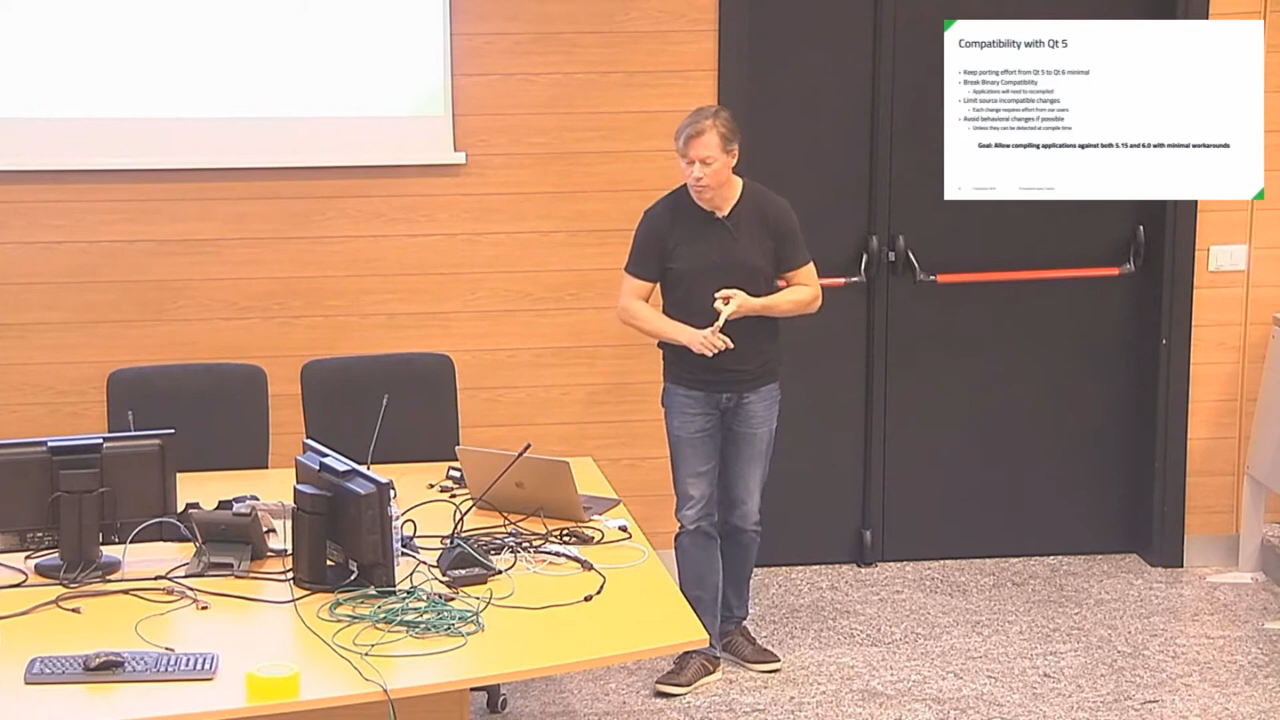 Compatibility with Qt 5
Keep porting effort from Qt 5 to Qt 6 minimal
Break Binary Compatibility
Applications will need to recompiled
Limit source incompatible changes
Each change requires effort from our users
Avoid behavioral changes if possible
Unless they can be detected at compile time
Goal: Allow compiling applications against both 5.15 and 6.0 with minimal workarounds